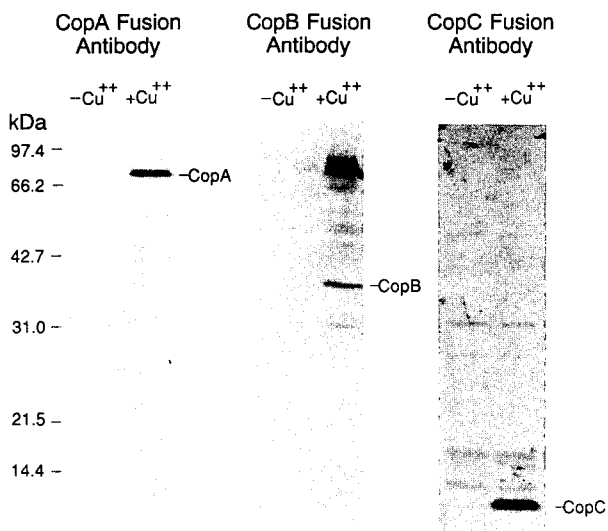 CopA Fusion Antibody
CopB Fusion Antibody
CopC Fusion Antibody
−Cu++ +Cu++
−Cu++ +Cu++
−Cu++ +Cu++
kDa
97.4 –
66.2 –
42.7 –
31.0 –
21.5 –
14.4 –
–CopA
–CopB
–CopC